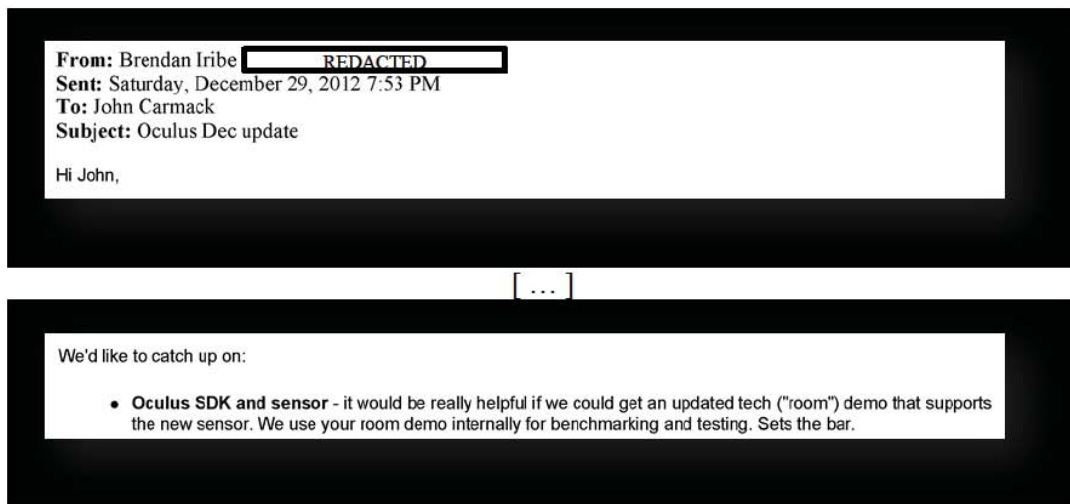 From: Brendan Iribe REDACTED
Sent: Saturday, December 29, 2012 7:53 PM
To: John Carmack
Subject: Oculus Dec update
Hi John,
[ ... ]
We'd like to catch up on:
• Oculus SDK and sensor - it would be really helpful if we could get an updated tech ("room") demo that supports
the new sensor. We use your room demo internally for benchmarking and testing. Sets the bar.